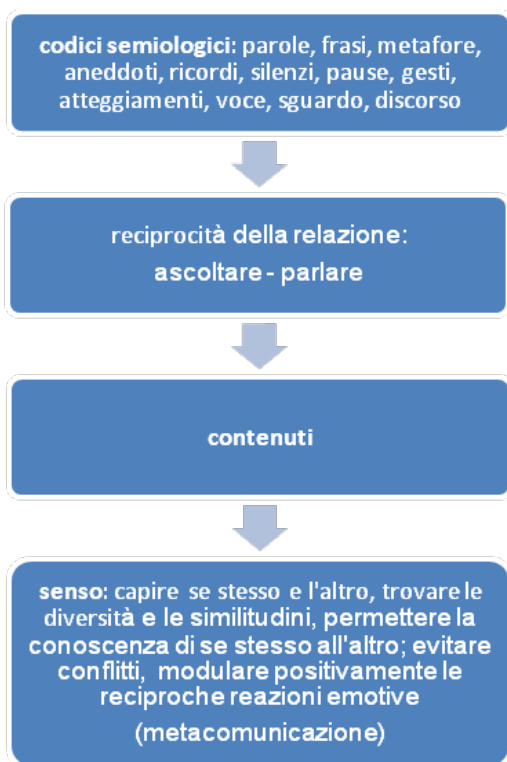 codici semiologici: parole, frasi, metafore,
aneddoti, ricordi, silenzi, pause, gesti,
atteggiamenti, voce, sguardo, discorso
reciprocità della relazione:
ascoltare - parlare
contenuti
senso: capire se stesso e l'altro, trovare le
diversità e le similitudini, permettere la
conoscenza di se stesso all'altro; evitare
conflitti, modulare positivamente le
reciproche reazioni emotive
(metacomunicazione)